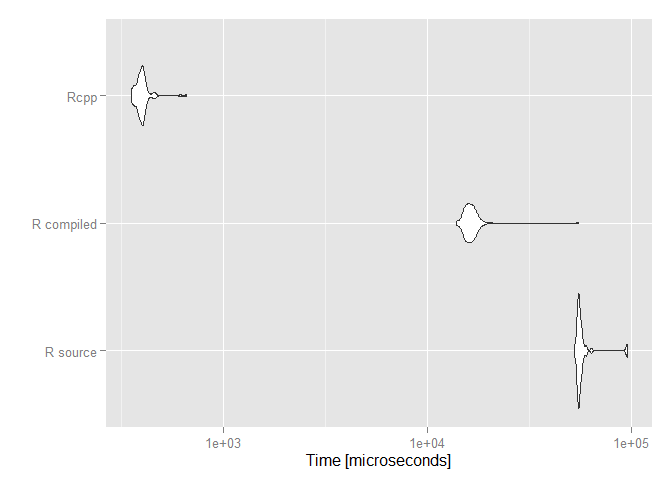 Rcpp
R compiled
R source
1e+03 1e+04 1e+05
Time [microseconds]